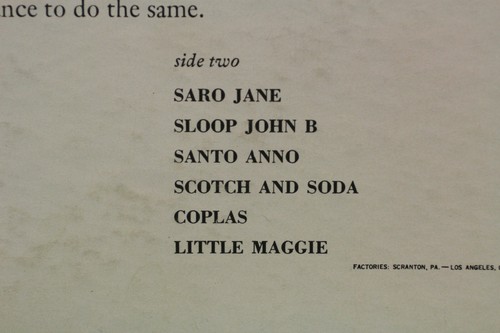 to do the same.
side two
SARO JANE
SLOOP JOHN B
SANTO ANNO
SCOTCH AND SODA
COPLAS
LITTLE MAGGIE
FACTORIES: SCRANTON, PA. — LOS ANGELES,